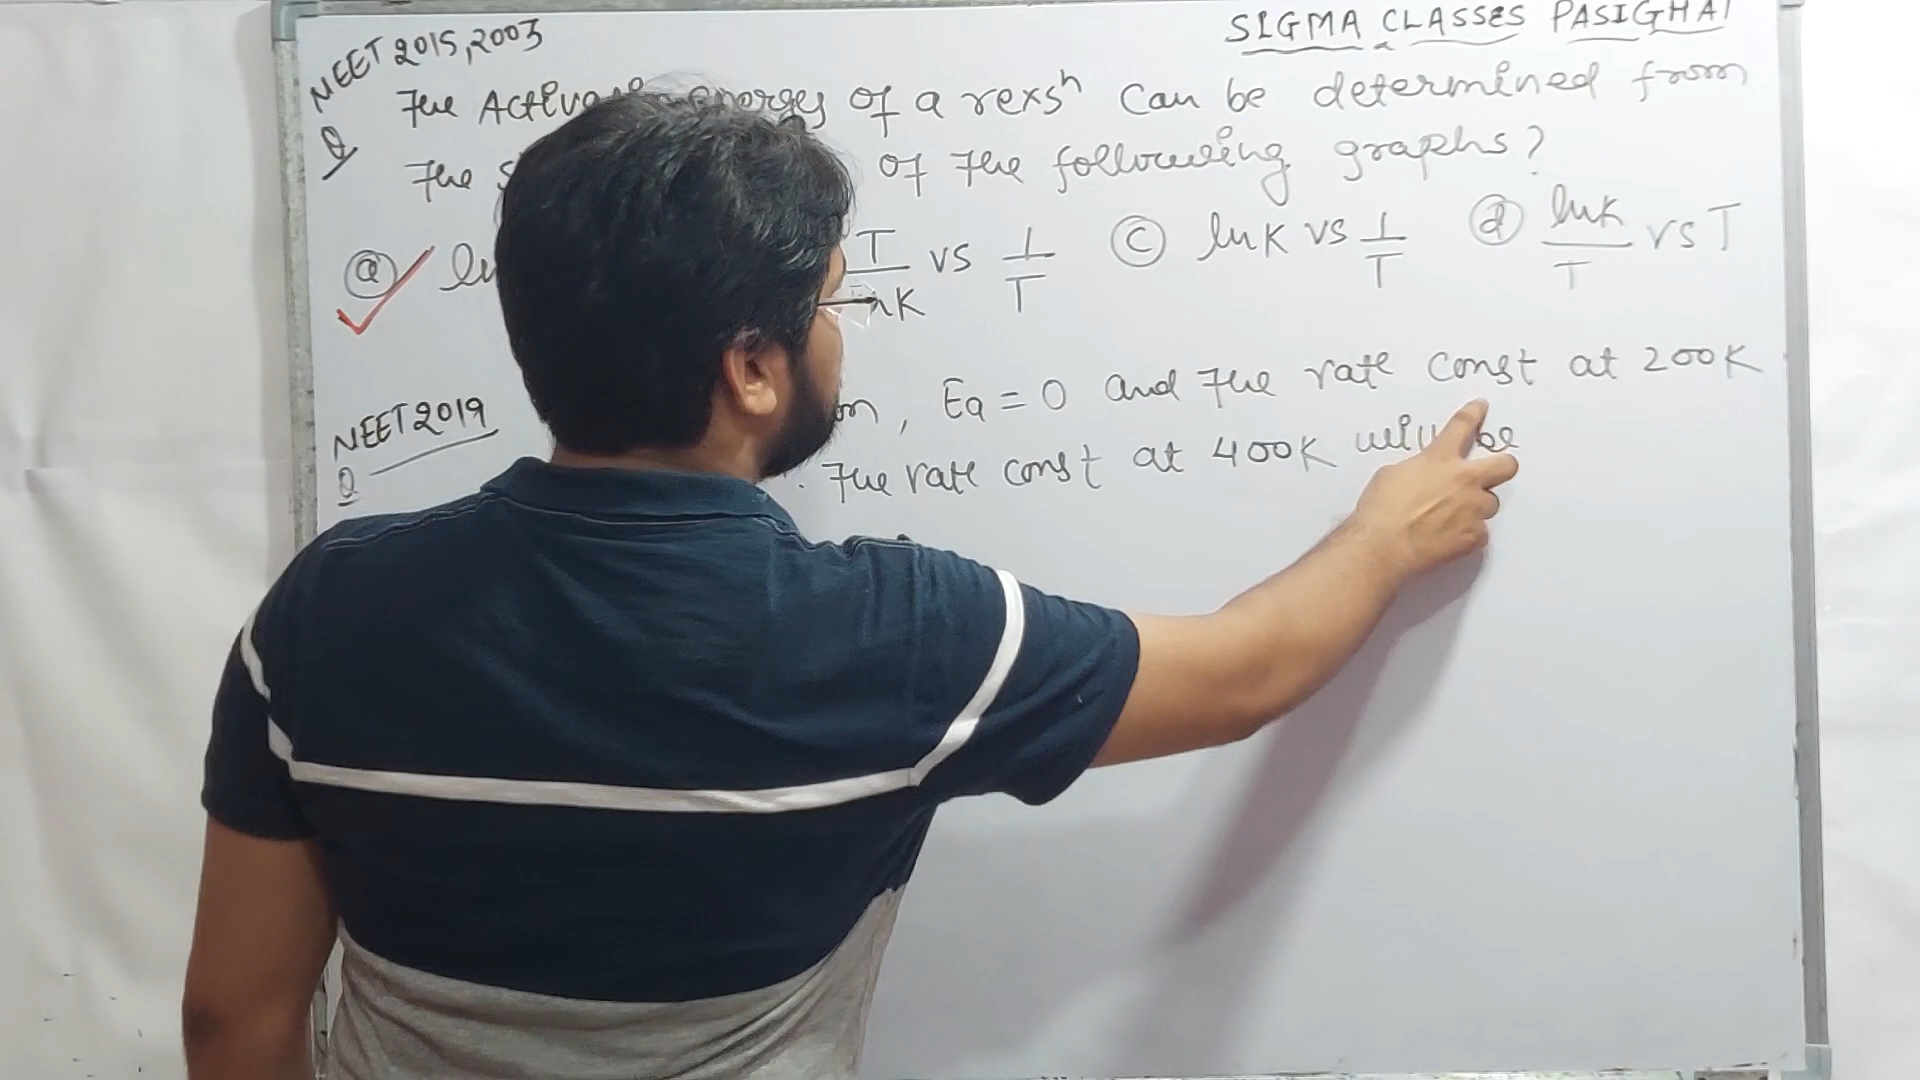 SIGMA CLASSES PASIGHAT
NEET 2015, 2003
Q The Activation energy of a rexsⁿ can be determined from
the of the following graphs?
ⓐ ln T/lnK vs 1/T ⓒ lnK vs 1/T ⓓ lnK/T vs T
NEET 2019
Q , Ea = 0 and the rate const at 200K
. The rate const at 400K will be